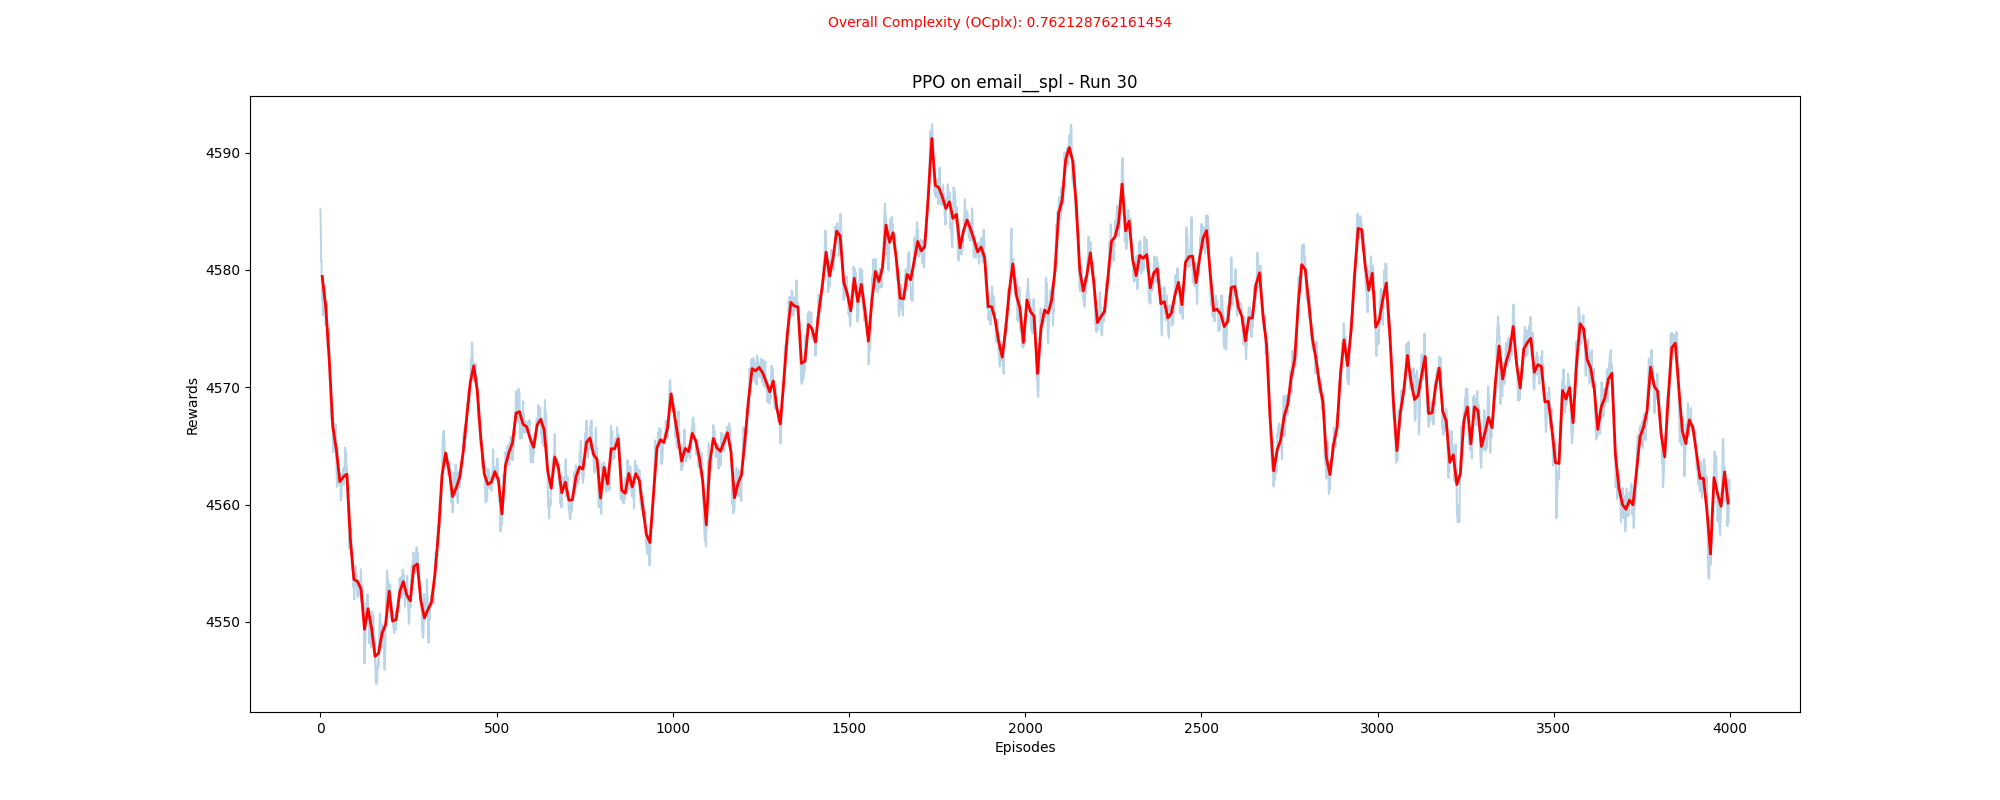 Overall Complexity (OCplx): 0.762128762161454
PPO on email__spl - Run 30
4590
4580
4570
4560
4550
Rewards
0 500 1000 1500 2000 2500 3000 3500 4000
Episodes